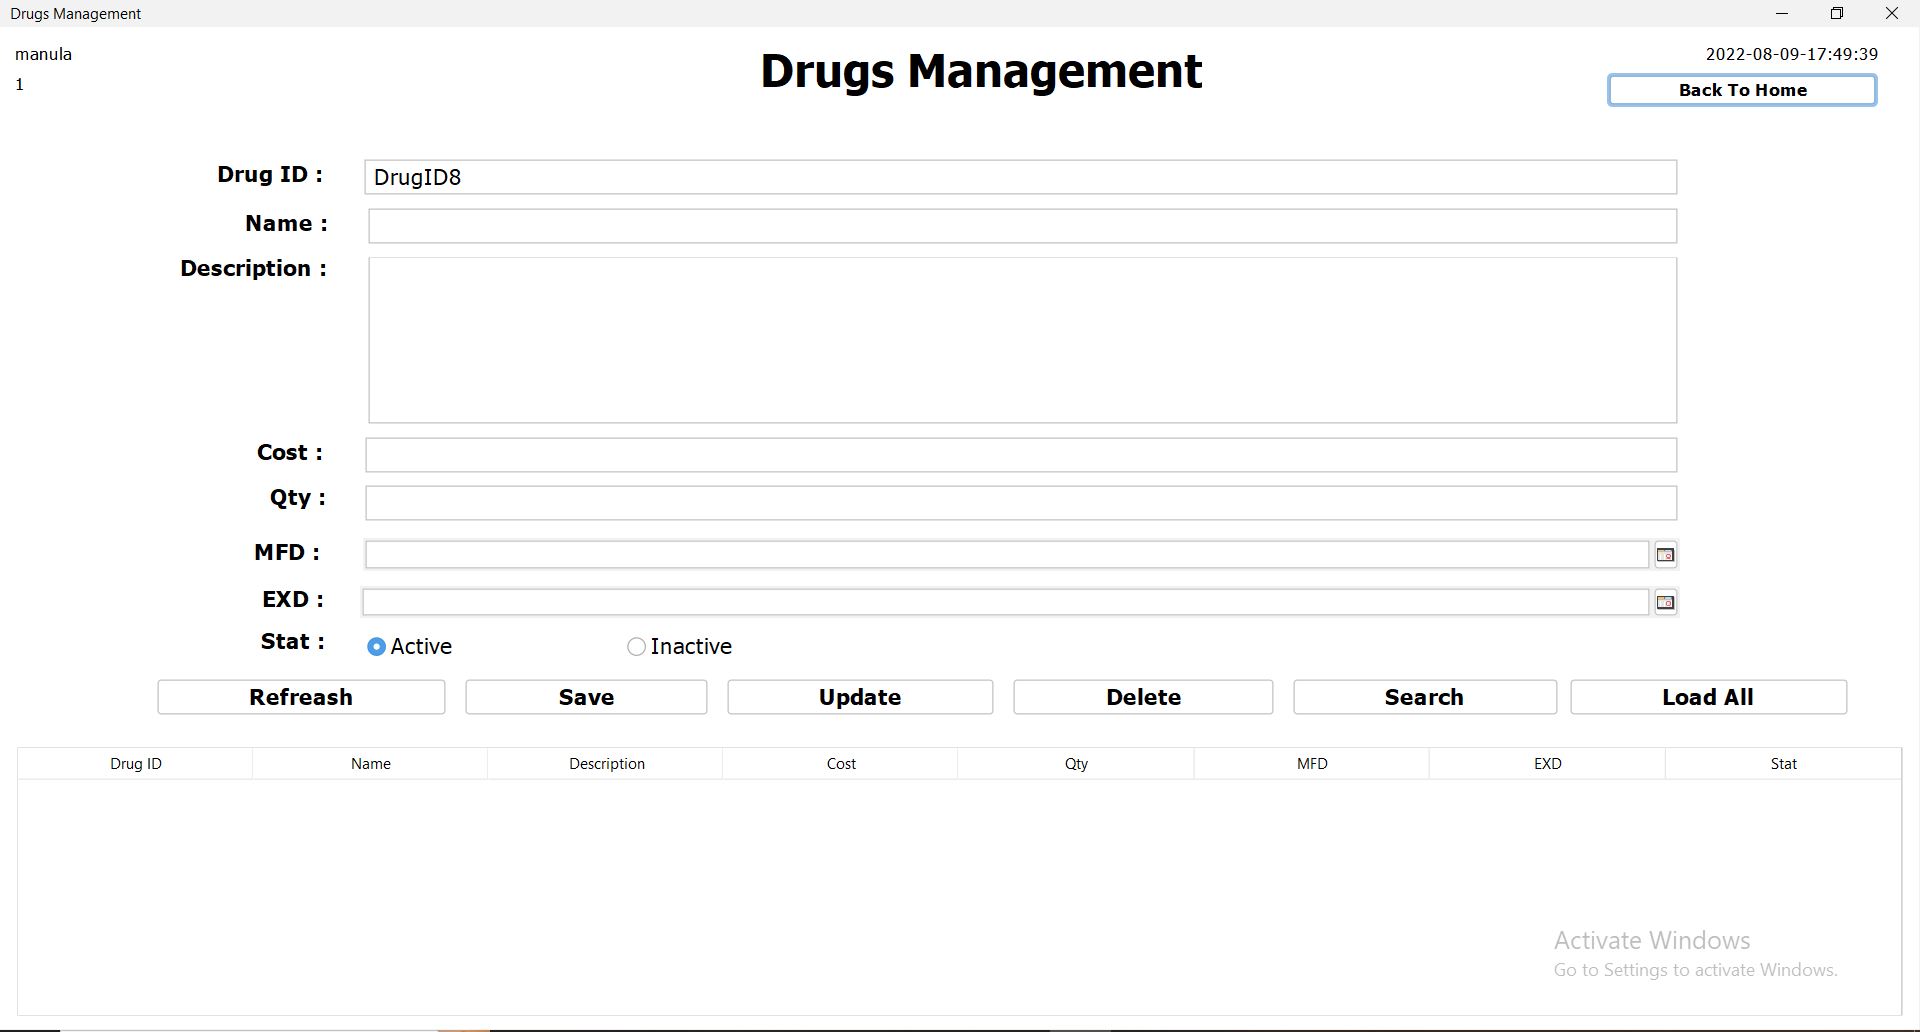 Drugs Management
manula
Drugs Management
2022-08-09-17:49:39
1
Back To Home
Drug ID :
DrugID8
Name :
Description :
Cost :
Qty :
MFD :
EXD :
Stat :
Active
Inactive
Refreash
Save
Update
Delete
Search
Load All
Drug ID
Name
Description
Cost
Qty
MFD
EXD
Stat
Activate Windows
Go to Settings to activate Windows.